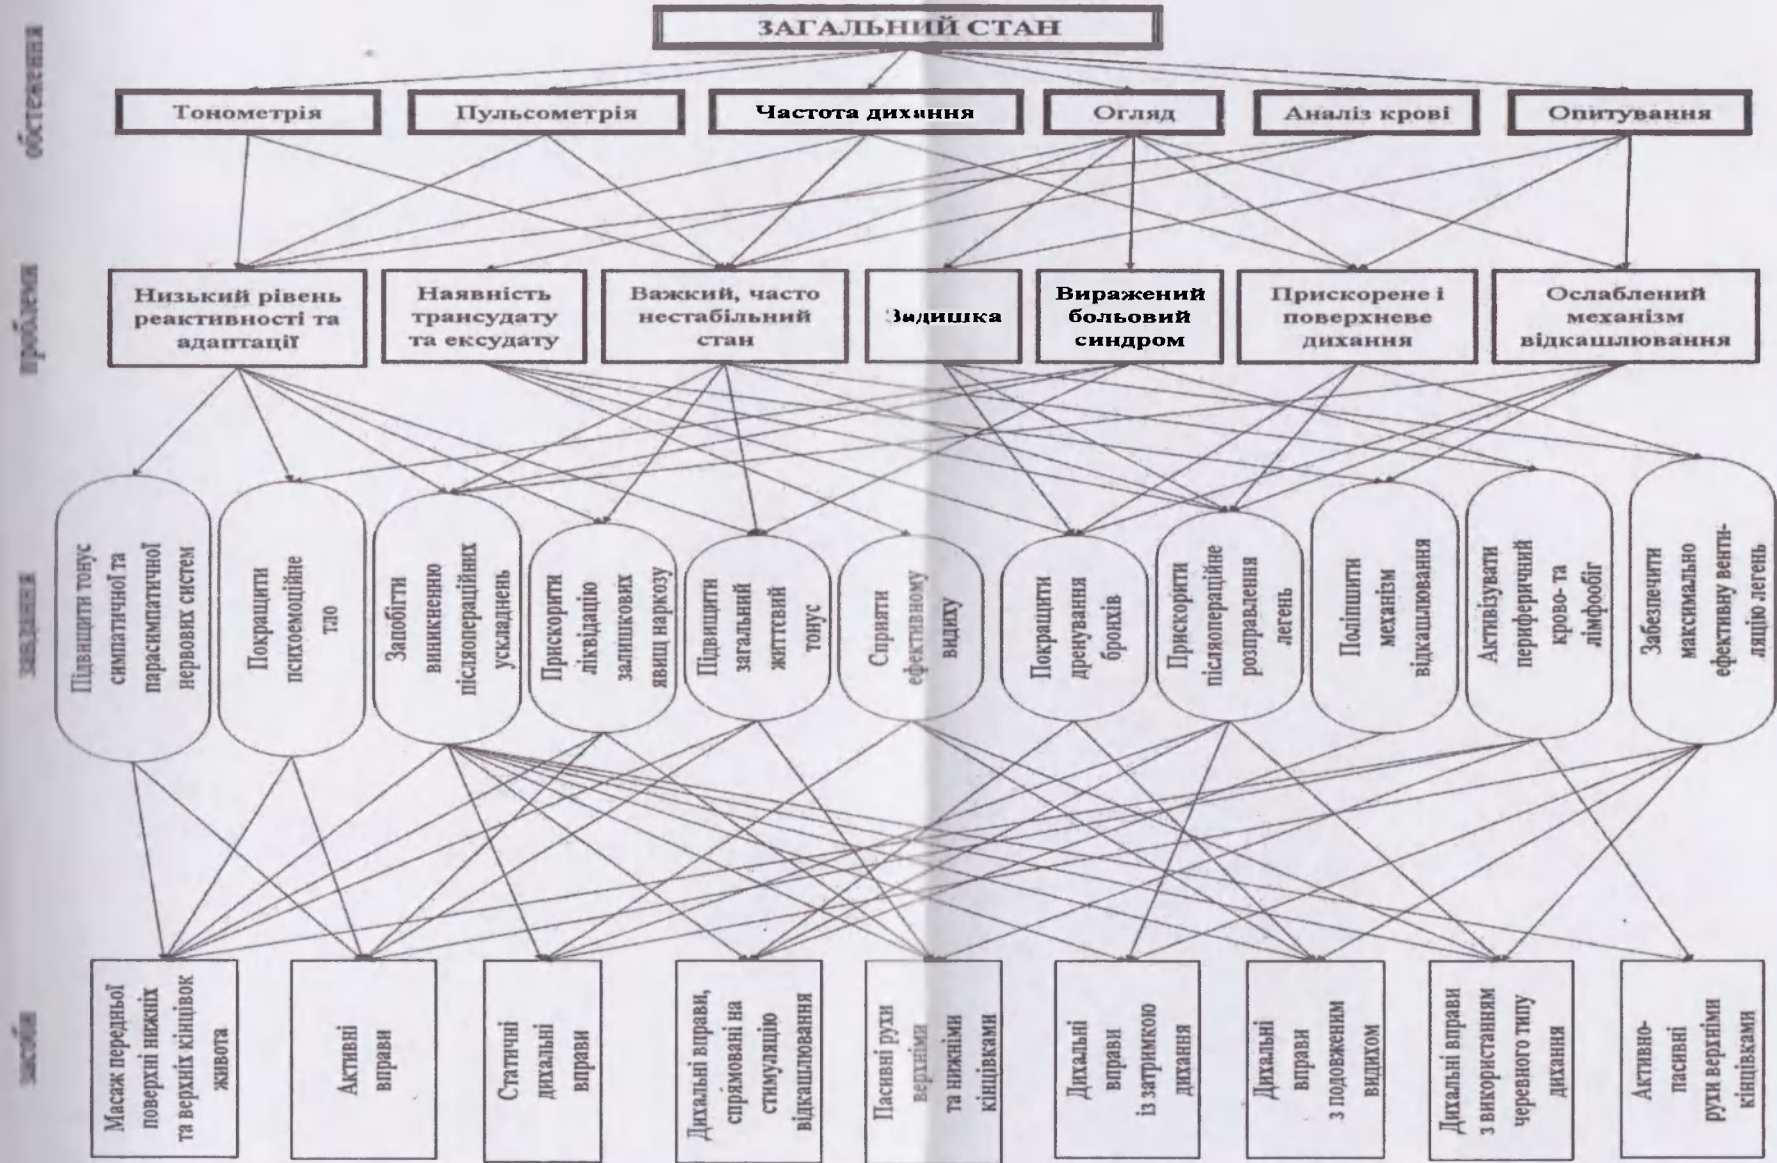 ЗАГАЛЬНИЙ СТАН
обстеження
Тонометрія
Пульсометрія
Частота дихання
Огляд
Аналіз крові
Опитування
проблеми
Низький рівень
реактивності та
адаптації
Наявність
трансудату
та ексудату
Важкий, часто
нестабільний
стан
Задишка
Виражений
больовий
синдром
Прискорене і
поверхневе
дихання
Ослаблений
механізм
відкашлювання
завдання
Підвищити тонус
симпатичної та
парасимпатичної
нервових систем
Покращити
психоемоційне
тло
Запобігти
виникненню
післяопераційних
ускладнень
Прискорити
ліквідацію
залишкових
явищ наркозу
Підвищити
загальний
життєвий
тонус
Сприяти
ефективному
видиху
Покращити
дренування
бронхів
Прискорити
післяопераційне
розправлення
легень
Поліпшити
механізм
відкашлювання
Активізувати
периферичний
крово- та
лімфообіг
Забезпечити
максимально
ефективну венти-
ляцію легень
засоби
Масаж передньої
поверхні нижніх
та верхніх кінцівок
живота
Активні
вправи
Статичні
дихальні
вправи
Дихальні вправи,
спрямовані на
стимуляцію
відкашлювання
Пасивні рухи
верхніми
та нижніми
кінцівками
Дихальні
вправи
із затримкою
дихання
Дихальні
вправи
з подовженим
видихом
Дихальні вправи
з використанням
черевного типу
дихання
Активно-
пасивні
рухи верхніми
кінцівками